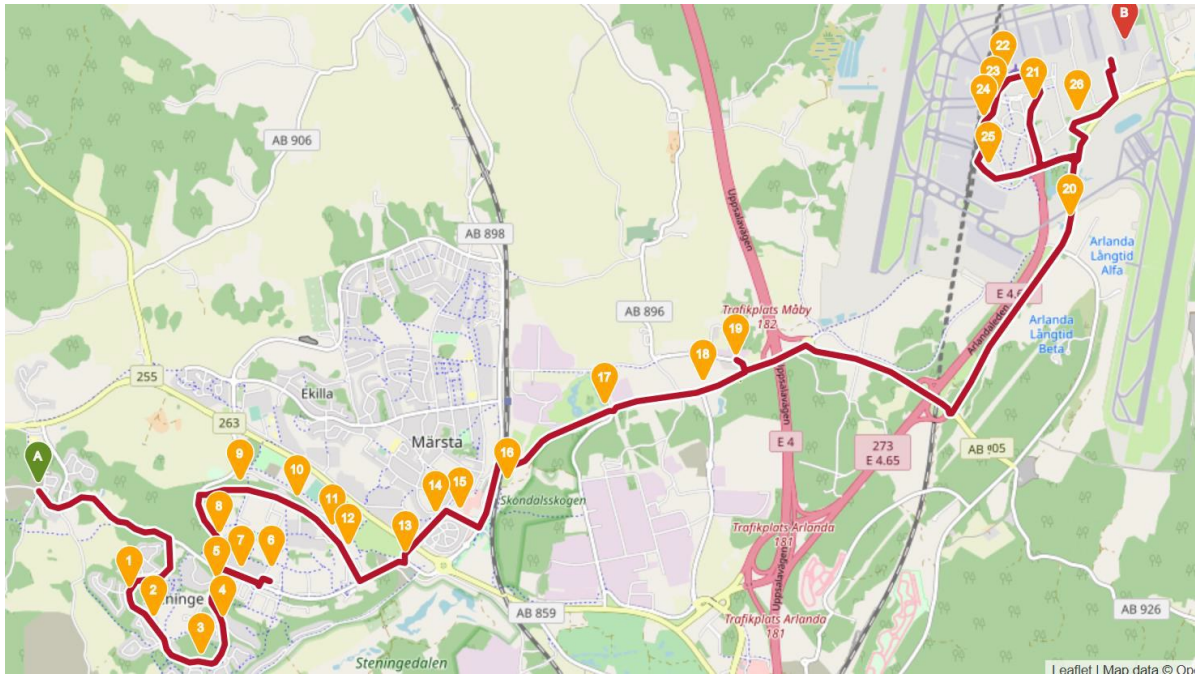 B
22
23
21
24
26
AB 906
25
Uppsalavägen
20
AB 898
Arlanda
Långtid
Alfa
E 4.6
Trafikplats Måby
182
AB 896
19
Arlanda
Långtid
Beta
Arlandaleden
18
255
17
Ekilla
263
Märsta
E 4
273
E 4.65
AB 905
A
9
10
16
14
15
11
Skondalsskogen
8
12
13
Trafikplats Arlanda
181
7
6
5
1
Uppsalavägen
2
4
ninge
AB 859
AB 926
3
Trafikplats Arlanda
181
Steningedalen
Leaflet | Map data ©